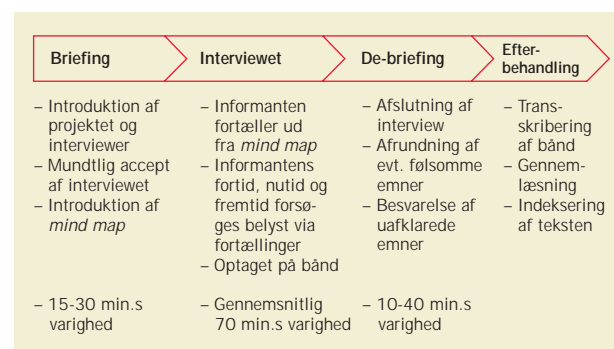 Briefing
Interviewet
De-briefing
Efter-
behandling
– Introduktion af
projektet og
interviewer
– Mundtlig accept
af interviewet
– Introduktion af
mind map
– 15-30 min.s
varighed
– Informanten
fortæller ud
fra mind map
– Informantens
fortid, nutid og
fremtid forsø-
ges belyst via
fortællinger
– Optaget på bånd
– Gennemsnitlig
70 min.s varighed
– Afslutning af
interview
– Afrundning af
evt. følsomme
emner
– Besvarelse af
uafklarede
emner
– 10-40 min.s
varighed
– Trans-
skribering
af bånd
– Gennem-
læsning
– Indeksering
af teksten